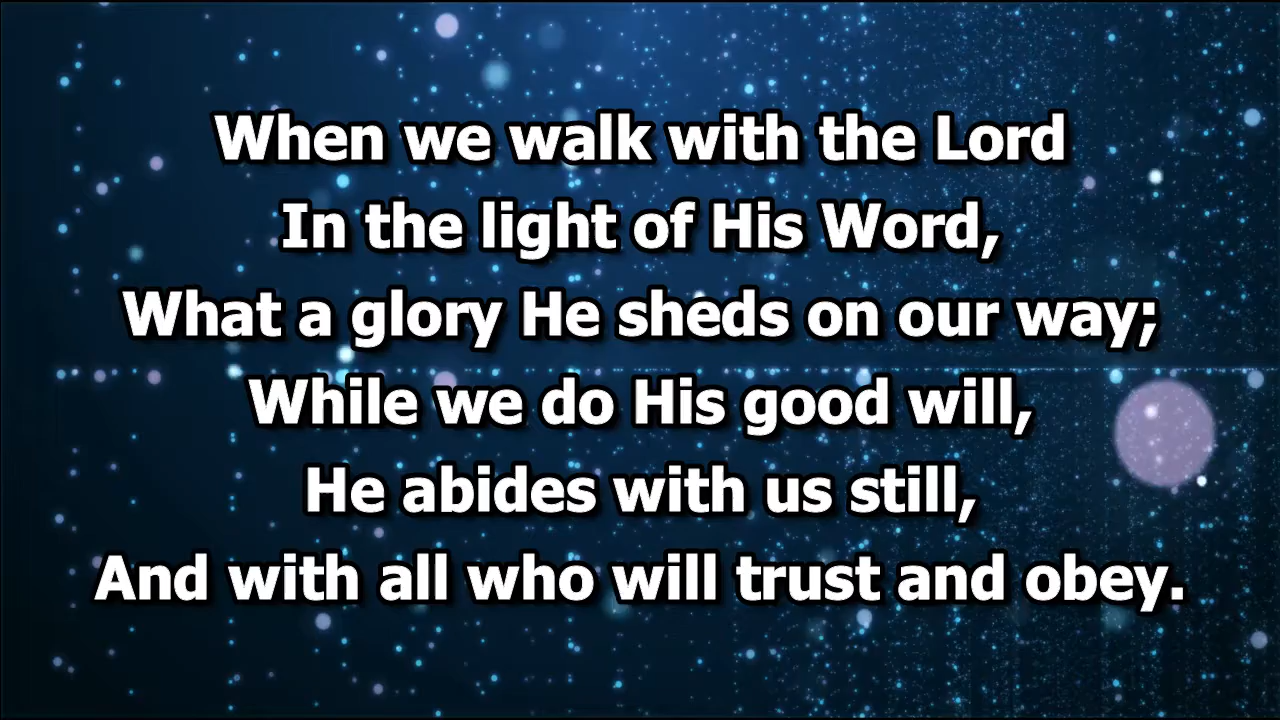 When we walk with the Lord
In the light of His Word,
What a glory He sheds on our way;
While we do His good will,
He abides with us still,
And with all who will trust and obey.